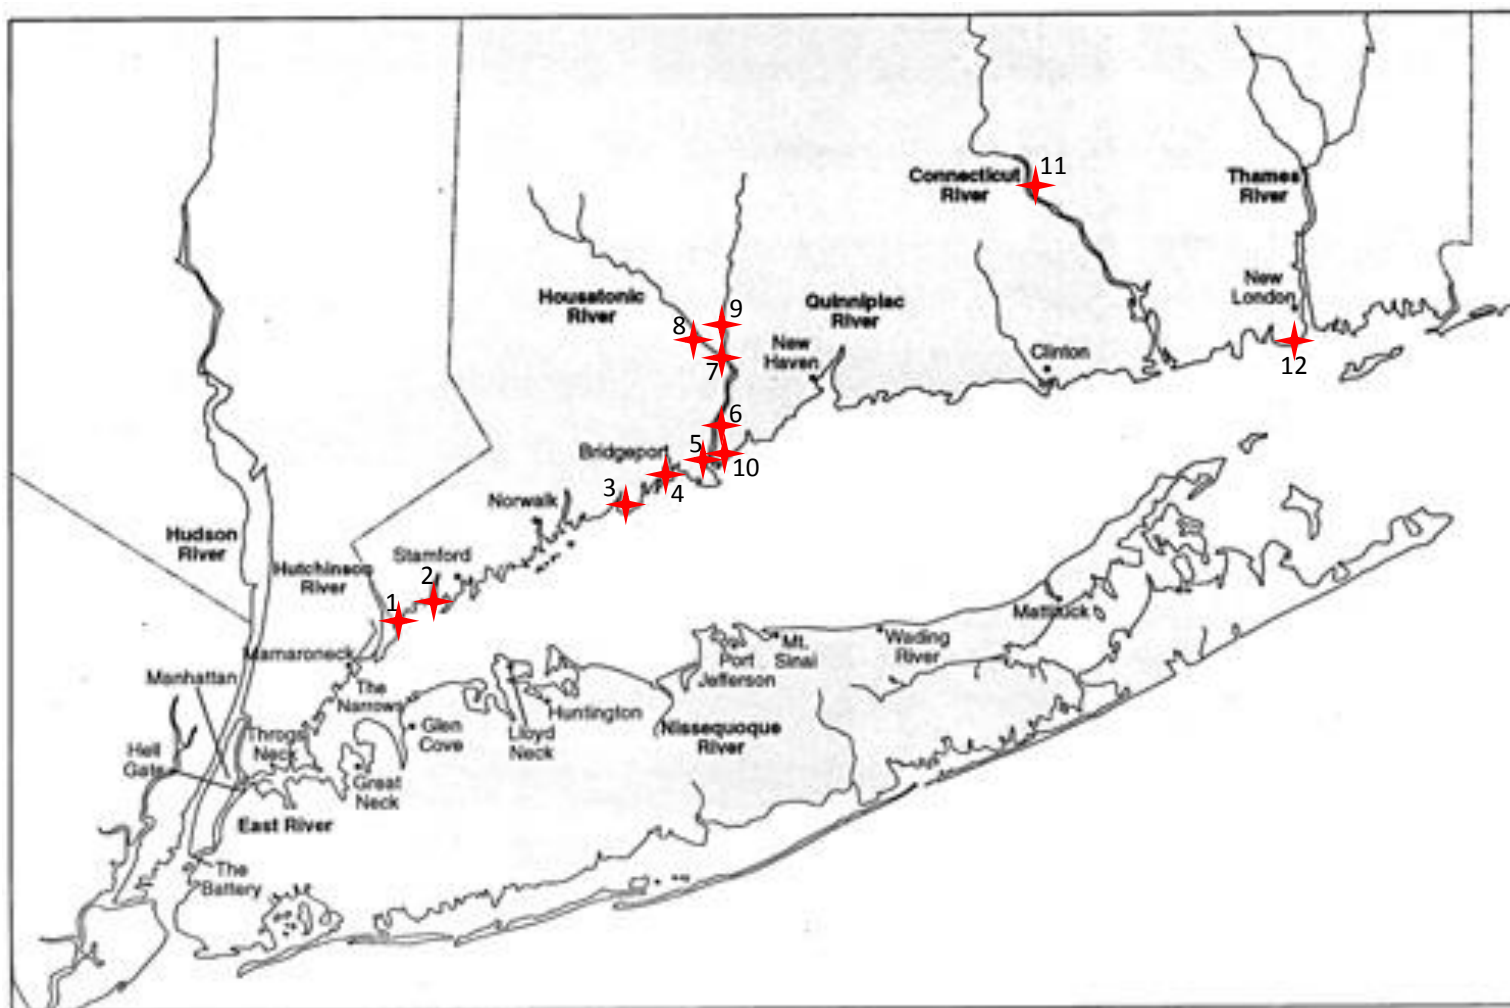 11
Connecticut
River
Thames
River
New
London
12
Housatonic
River
9
8
7
Quinnipiac
River
New
Haven
Clinton
6
5
10
Bridgeport
3
4
Norwalk
Hudson
River
Hutchinson
River
Stamford
2
1
Mamaroneck
Manhattan
The
Narrows
Throgs
Neck
Hell
Gate
Great
Neck
East River
The
Battery
Glen
Cove
Lloyd
Neck
Huntington
Port
Jefferson
Mt.
Sinai
Nissequoque
River
Wading
River
Mattituck